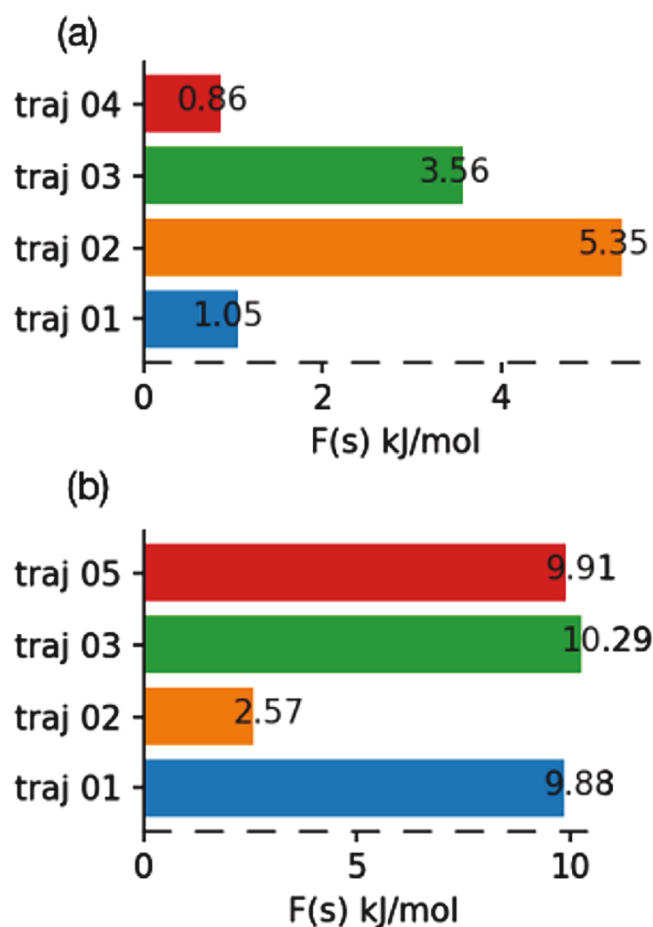 (a)
traj 04
0.86
traj 03
3.56
traj 02
5.35
traj 01
1.05
0 2 4
F(s) kJ/mol
(b)
traj 05
9.91
traj 03
10.29
traj 02
2.57
traj 01
9.88
0 5 10
F(s) kJ/mol